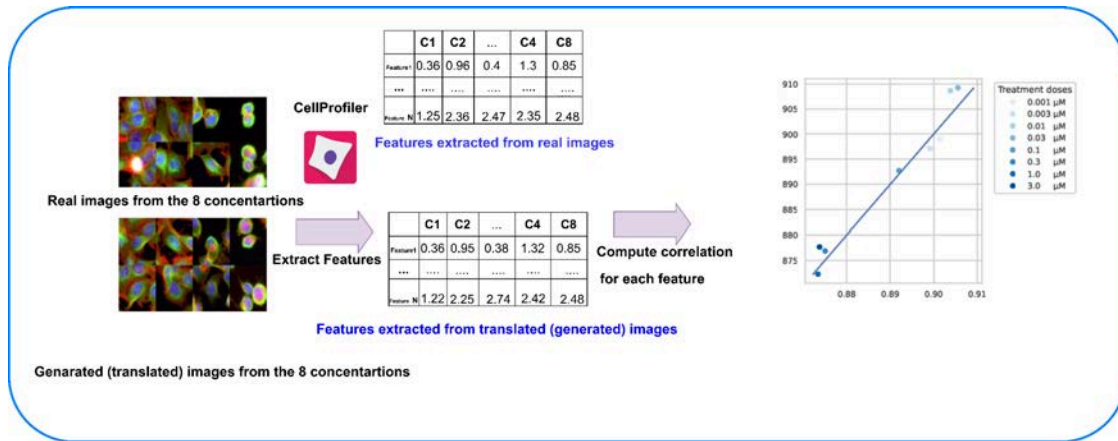 C1 C2 ... C4 C8
Feature1 0.36 0.96 0.4 1.3 0.85
... .... .... .... ....
Feature N 1.25 2.36 2.47 2.35 2.48
CellProfiler
Features extracted from real images
Real images from the 8 concentartions
C1 C2 ... C4 C8
Feature1 0.36 0.95 0.38 1.32 0.85
... .... .... .... ....
Feature N 1.22 2.25 2.74 2.42 2.48
Extract Features
Compute correlation
for each feature
Features extracted from translated (generated) images
Genarated (translated) images from the 8 concentartions
910
905
900
895
890
885
880
875
0.88 0.89 0.90 0.91
Treatment doses
0.001 µM
0.003 µM
0.01 µM
0.03 µM
0.1 µM
0.3 µM
1.0 µM
3.0 µM